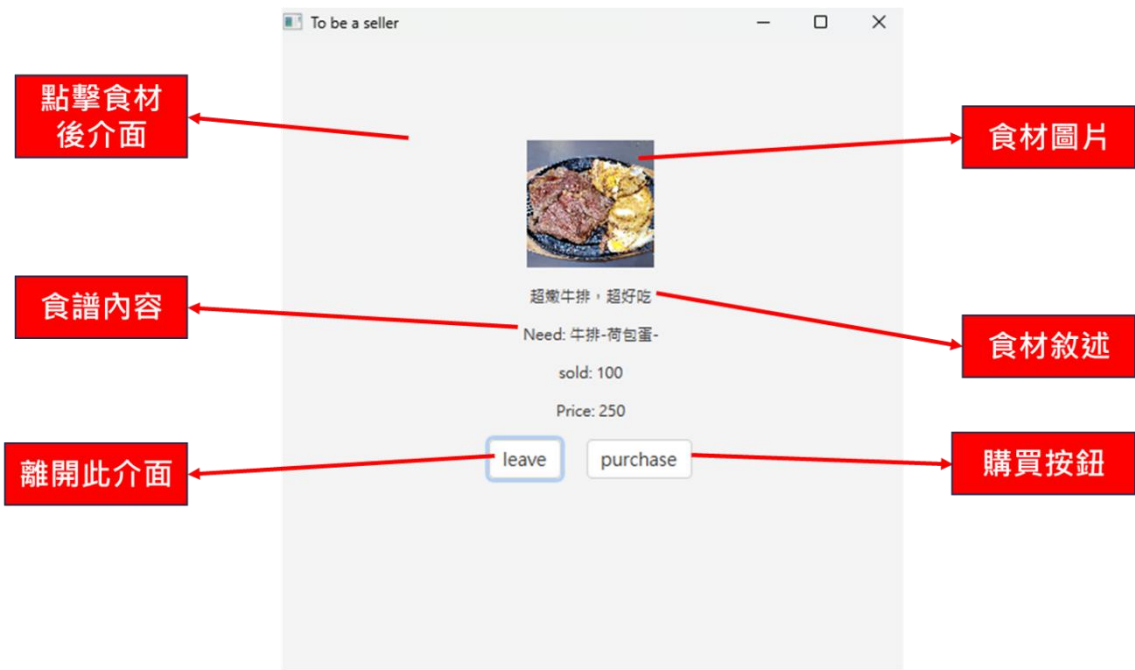 To be a seller
點擊食材
後介面
食材圖片
食譜內容
超嫩牛排，超好吃
Need: 牛排-荷包蛋-
食材敘述
sold: 100
Price: 250
離開此介面
leave
purchase
購買按鈕